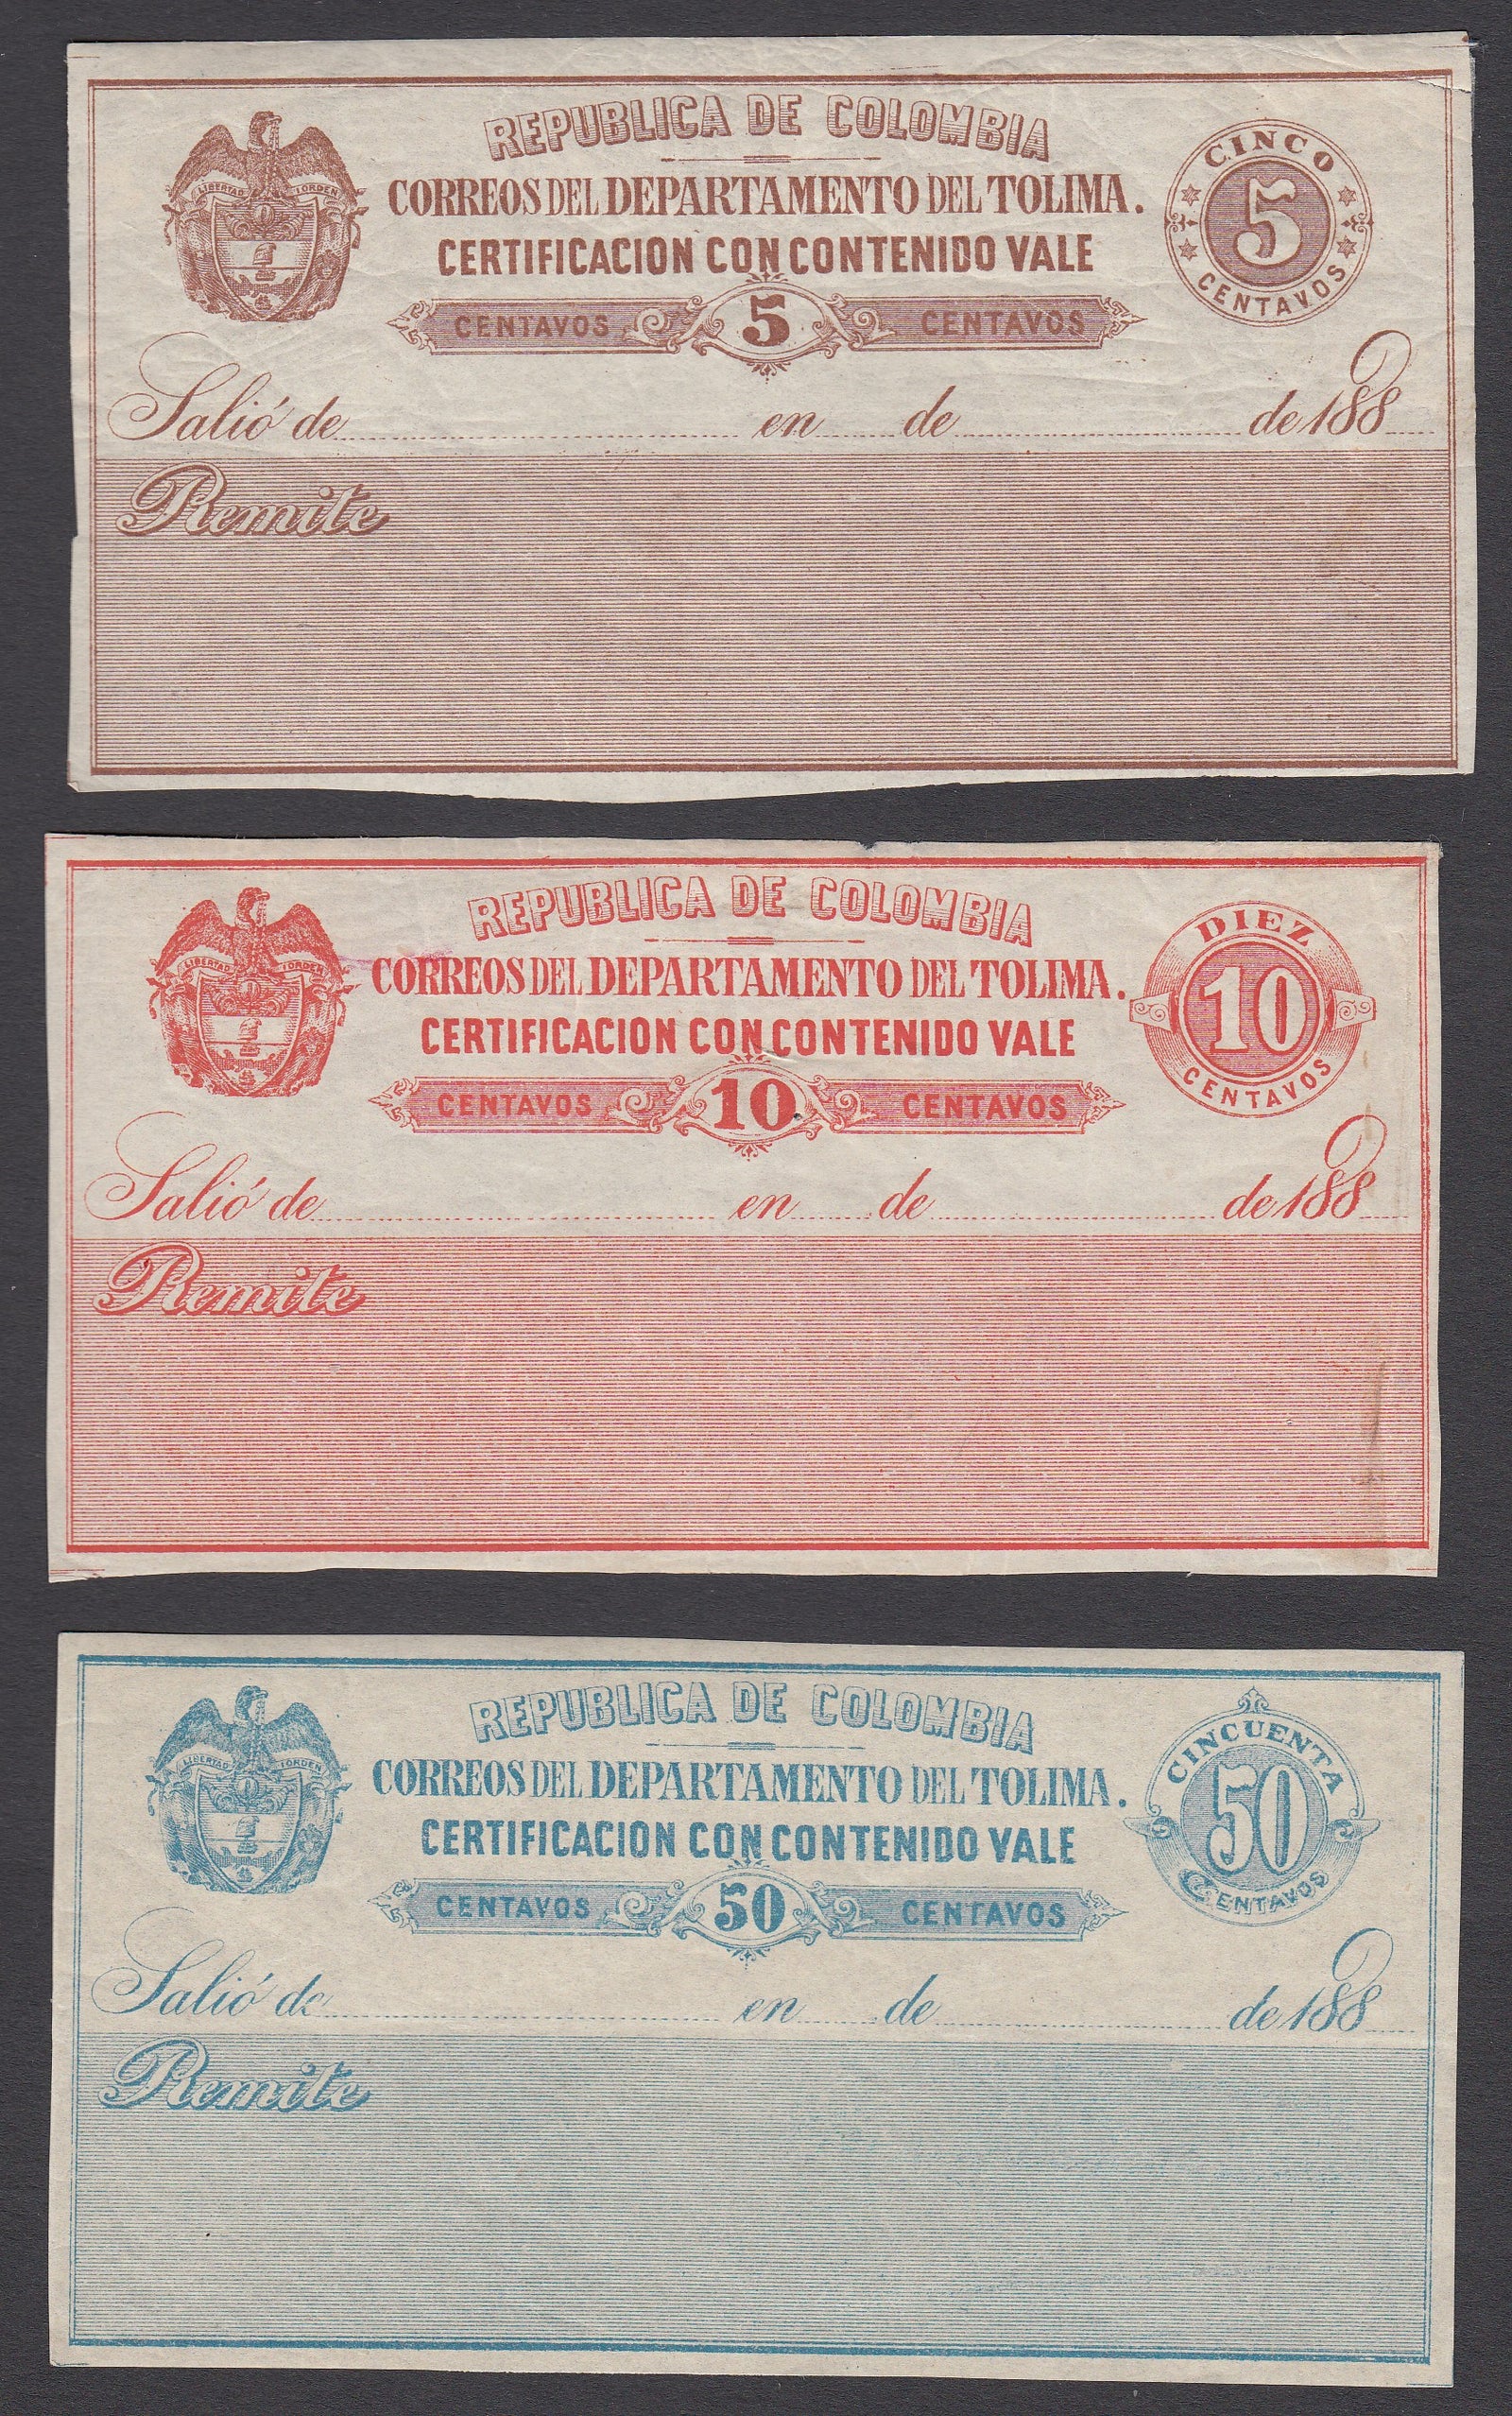 REPUBLICA DE COLOMBIA
LIBERTAD Y ORDEN
CORREOS DEL DEPARTAMENTO DEL TOLIMA.
CERTIFICACION CON CONTENIDO VALE
CENTAVOS 5 CENTAVOS
CINCO
5
CENTAVOS
Salió de en de de 188
Remite
REPUBLICA DE COLOMBIA
LIBERTAD Y ORDEN
CORREOS DEL DEPARTAMENTO DEL TOLIMA.
CERTIFICACION CON CONTENIDO VALE
CENTAVOS 10 CENTAVOS
DIEZ
10
CENTAVOS
Salió de en de de 188
Remite
REPUBLICA DE COLOMBIA
LIBERTAD Y ORDEN
CORREOS DEL DEPARTAMENTO DEL TOLIMA.
CERTIFICACION CON CONTENIDO VALE
CENTAVOS 50 CENTAVOS
CINCUENTA
50
CENTAVOS
Salió de en de de 188
Remite